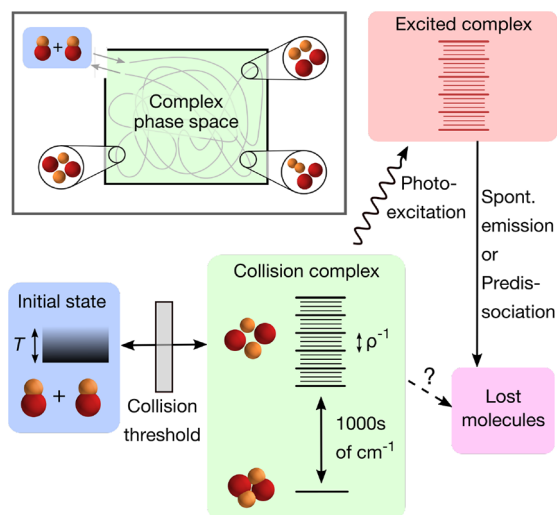 Excited complex
+
Complex
phase space
Photo-
excitation
Spont.
emission
or
Predis-
sociation
Collision complex
Initial state
T
ρ⁻¹
+
Collision
threshold
1000s
of cm⁻¹
?
Lost
molecules